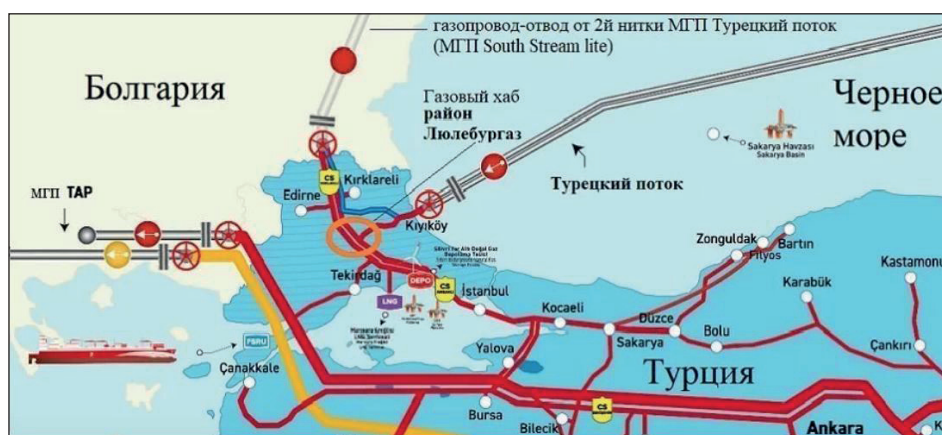 газопровод-отвод от 2й нитки МГП Турецкий поток
(МГП South Stream lite)
Болгария
Газовый хаб
район
Люлебургаз
Черное
море
Sakarya Havzası
Sakarya Basin
CS
Kırklareli
Edirne
Турецкий поток
МГП TAP
Kıyıköy
Zonguldak
Bartın
Filyos
Kastamonu
Tekirdağ
DEPO
LNG
CS
İstanbul
Karabük
Kocaeli
Düzce
Sakarya
Bolu
Çankırı
FSRU
Yalova
Турция
Çanakkale
Bursa
CS
Bilecik
Ankara
K